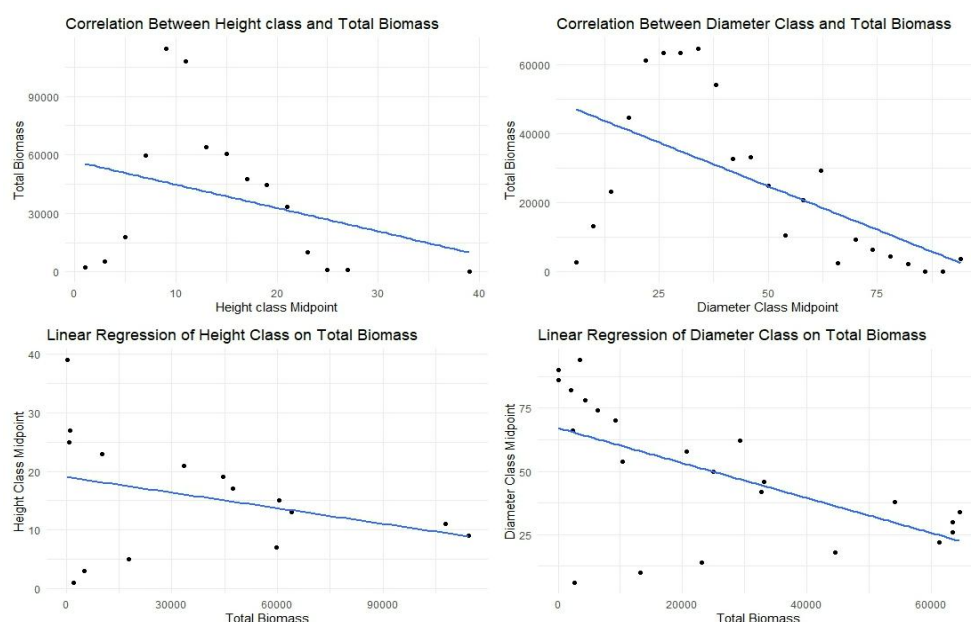 Correlation Between Height class and Total Biomass
Total Biomass
90000
60000
30000
0
0 10 20 30 40
Height class Midpoint
Correlation Between Diameter Class and Total Biomass
Total Biomass
60000
40000
20000
0
25 50 75
Diameter Class Midpoint
Linear Regression of Height Class on Total Biomass
Height Class Midpoint
40
30
20
10
0
0 30000 60000 90000
Total Biomass
Linear Regression of Diameter Class on Total Biomass
Diameter Class Midpoint
75
50
25
0 20000 40000 60000
Total Biomass